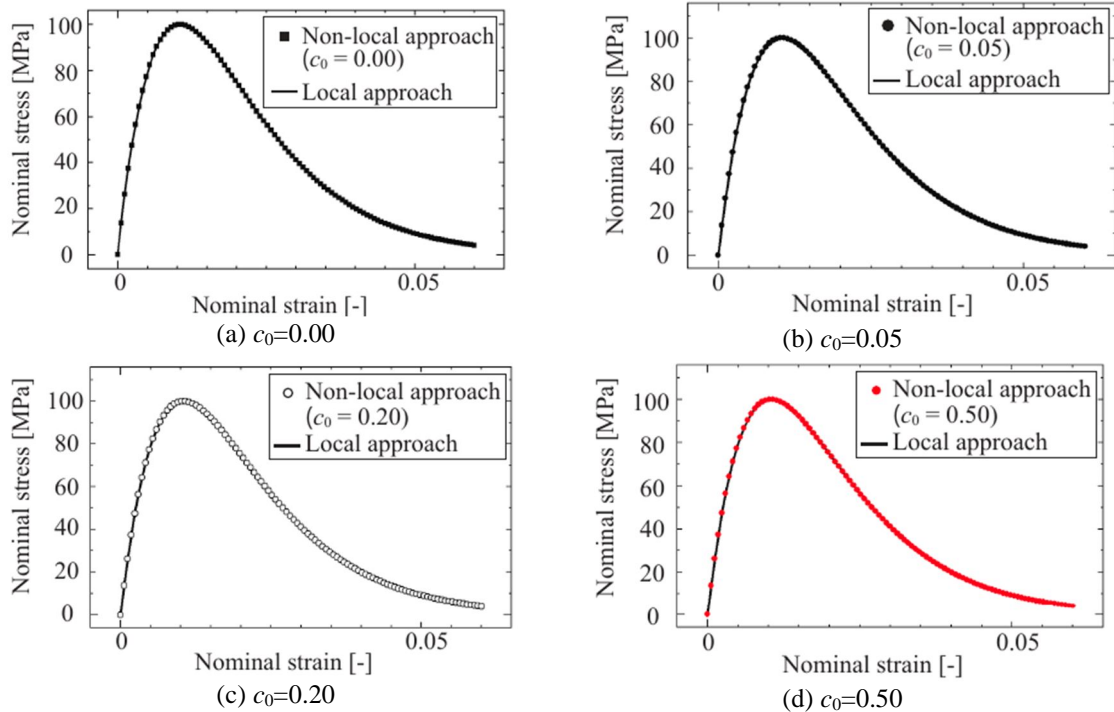 Nominal stress [MPa]
100
80
60
40
20
0
Non-local approach
(c0 = 0.00)
Local approach
0
0.05
Nominal strain [-]
(a) c0=0.00
Nominal stress [MPa]
100
80
60
40
20
0
Non-local approach
(c0 = 0.05)
Local approach
0
0.05
Nominal strain [-]
(b) c0=0.05
Nominal stress [MPa]
100
80
60
40
20
0
Non-local approach
(c0 = 0.20)
Local approach
0
0.05
Nominal strain [-]
(c) c0=0.20
Nominal stress [MPa]
100
80
60
40
20
0
Non-local approach
(c0 = 0.50)
Local approach
0
0.05
Nominal strain [-]
(d) c0=0.50